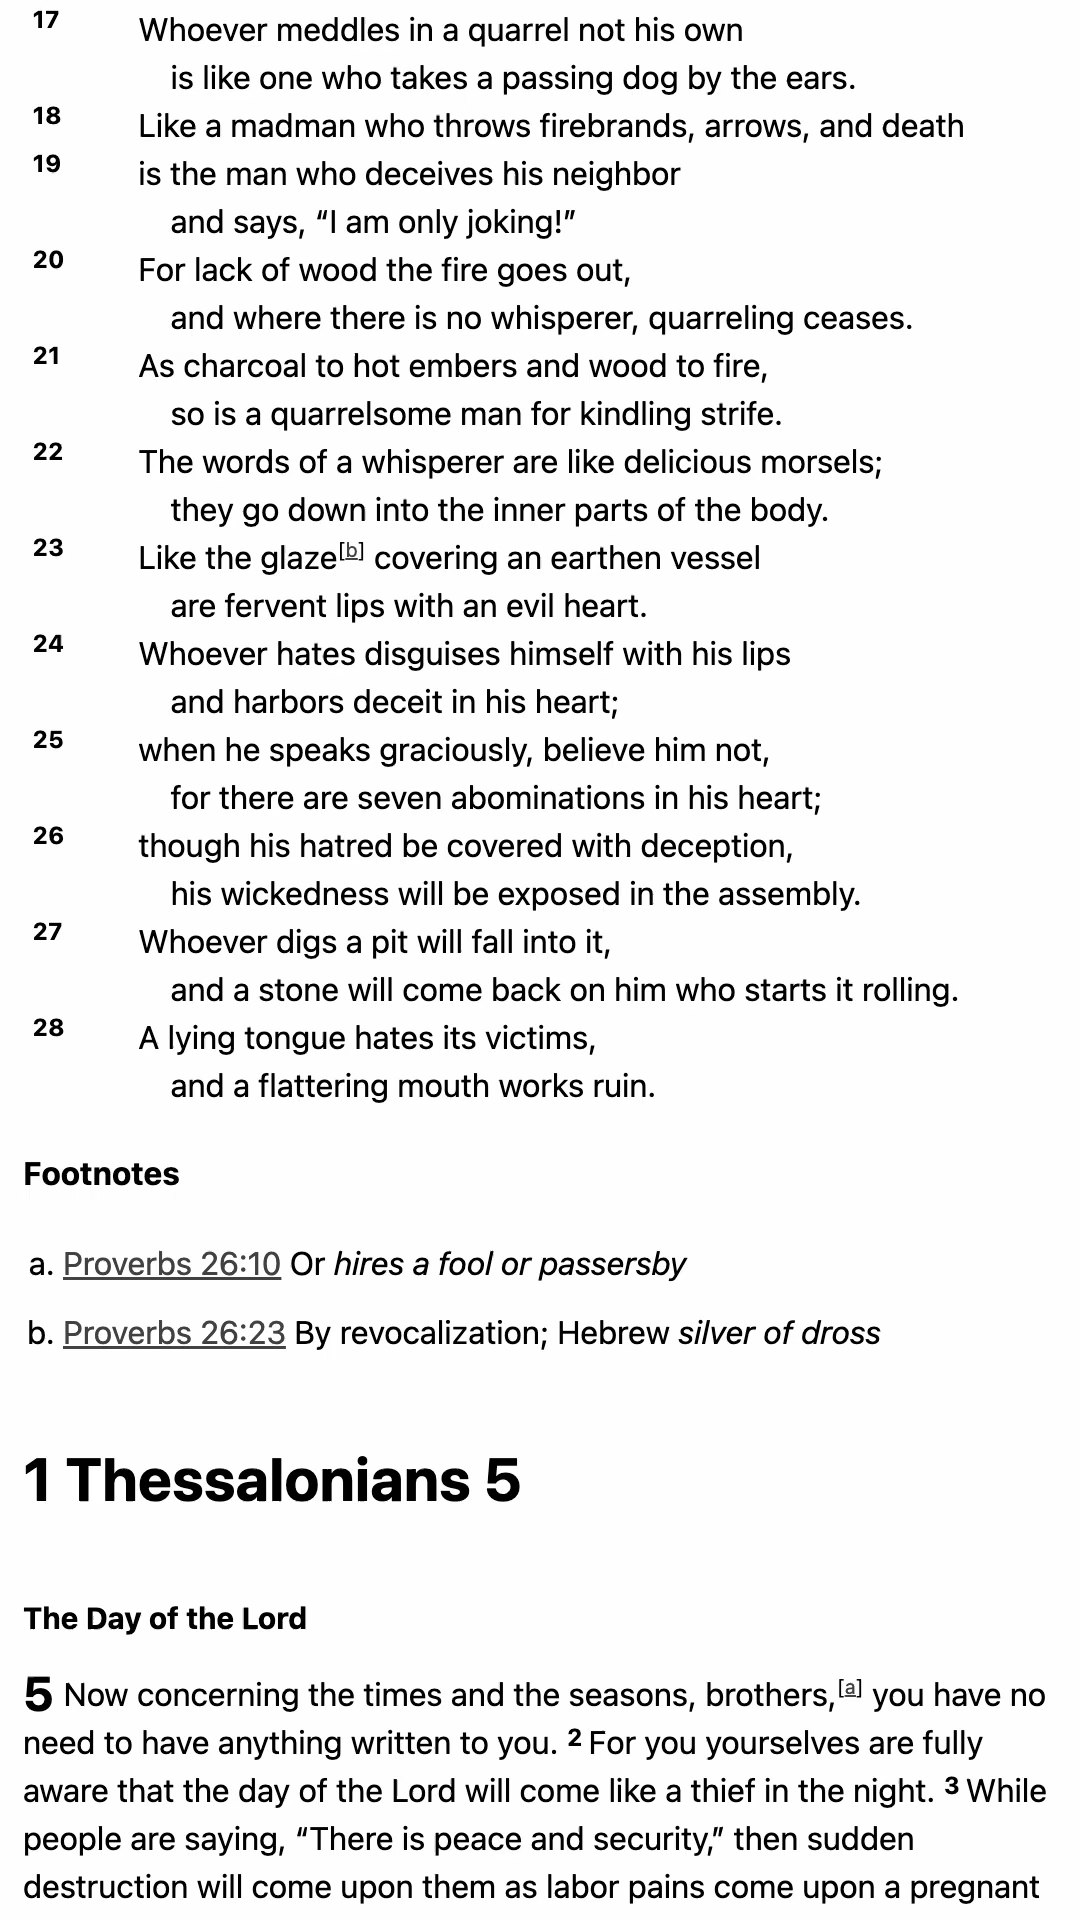 17 Whoever meddles in a quarrel not his own
is like one who takes a passing dog by the ears.
18 Like a madman who throws firebrands, arrows, and death
19 is the man who deceives his neighbor
and says, “I am only joking!”
20 For lack of wood the fire goes out,
and where there is no whisperer, quarreling ceases.
21 As charcoal to hot embers and wood to fire,
so is a quarrelsome man for kindling strife.
22 The words of a whisperer are like delicious morsels;
they go down into the inner parts of the body.
23 Like the glaze[b] covering an earthen vessel
are fervent lips with an evil heart.
24 Whoever hates disguises himself with his lips
and harbors deceit in his heart;
25 when he speaks graciously, believe him not,
for there are seven abominations in his heart;
26 though his hatred be covered with deception,
his wickedness will be exposed in the assembly.
27 Whoever digs a pit will fall into it,
and a stone will come back on him who starts it rolling.
28 A lying tongue hates its victims,
and a flattering mouth works ruin.
Footnotes
a. Proverbs 26:10 Or hires a fool or passersby
b. Proverbs 26:23 By revocalization; Hebrew silver of dross
1 Thessalonians 5
The Day of the Lord
5 Now concerning the times and the seasons, brothers,[a] you have no
need to have anything written to you. 2 For you yourselves are fully
aware that the day of the Lord will come like a thief in the night. 3 While
people are saying, “There is peace and security,” then sudden
destruction will come upon them as labor pains come upon a pregnant